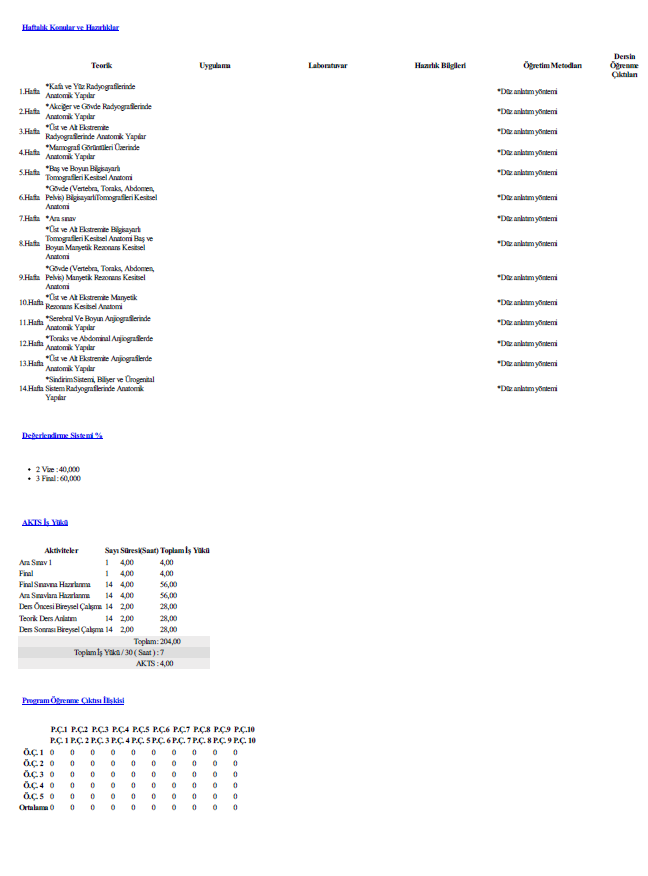 Haftalık Konular ve Hazırlıklar
Teorik Uygulama Laboratuvar Hazırlık Bilgileri Öğretim Metodları Dersin Öğrenme Çıktıları
1.Hafta *Kafa ve Yüz Radyografilerinde Anatomik Yapılar *Düz anlatım yöntemi
2.Hafta *Akciğer ve Gövde Radyografilerinde Anatomik Yapılar *Düz anlatım yöntemi
3.Hafta *Üst ve Alt Ekstremite Radyografilerinde Anatomik Yapılar *Düz anlatım yöntemi
4.Hafta *Mamografi Görüntüleri Üzerinde Anatomik Yapılar *Düz anlatım yöntemi
5.Hafta *Baş ve Boyun Bilgisayarlı Tomografileri Kesitsel Anatomi *Düz anlatım yöntemi
6.Hafta *Gövde (Vertebra, Toraks, Abdomen, Pelvis) BilgisayarlıTomografileri Kesitsel Anatomi *Düz anlatım yöntemi
7.Hafta *Ara sınav *Düz anlatım yöntemi
8.Hafta *Üst ve Alt Ekstremite Bilgisayarlı Tomografileri Kesitsel Anatomi Baş ve Boyun Manyetik Rezonans Kesitsel Anatomi *Düz anlatım yöntemi
9.Hafta *Gövde (Vertebra, Toraks, Abdomen, Pelvis) Manyetik Rezonans Kesitsel Anatomi *Düz anlatım yöntemi
10.Hafta *Üst ve Alt Ekstremite Manyetik Rezonans Kesitsel Anatomi *Düz anlatım yöntemi
11.Hafta *Serebral Ve Boyun Anjiografilerinde Anatomik Yapılar *Düz anlatım yöntemi
12.Hafta *Toraks ve Abdominal Anjiografilerde Anatomik Yapılar *Düz anlatım yöntemi
13.Hafta *Üst ve Alt Ekstremite Anjiografilerde Anatomik Yapılar *Düz anlatım yöntemi
14.Hafta *Sindirim Sistemi, Biliyer ve Ürogenital Sistem Radyografilerinde Anatomik Yapılar *Düz anlatım yöntemi
Değerlendirme Sistemi %
• 2 Vize : 40,000
• 3 Final : 60,000
AKTS İş Yükü
Aktiviteler Sayı Süresi(Saat) Toplam İş Yükü
Ara Sınav 1 1 4,00 4,00
Final 1 4,00 4,00
Final Sınavına Hazırlanma 14 4,00 56,00
Ara Sınavlara Hazırlanma 14 4,00 56,00
Ders Öncesi Bireysel Çalışma 14 2,00 28,00
Teorik Ders Anlatım 14 2,00 28,00
Ders Sonrası Bireysel Çalışma 14 2,00 28,00
Toplam : 204,00
Toplam İş Yükü / 30 ( Saat ) : 7
AKTS : 4,00
Program Öğrenme Çıktısı İlişkisi
P.Ç.1 P.Ç.2 P.Ç.3 P.Ç.4 P.Ç.5 P.Ç.6 P.Ç.7 P.Ç.8 P.Ç.9 P.Ç.10
P.Ç. 1 P.Ç. 2 P.Ç. 3 P.Ç. 4 P.Ç. 5 P.Ç. 6 P.Ç. 7 P.Ç. 8 P.Ç. 9 P.Ç. 10
Ö.Ç. 1 0 0 0 0 0 0 0 0 0 0
Ö.Ç. 2 0 0 0 0 0 0 0 0 0 0
Ö.Ç. 3 0 0 0 0 0 0 0 0 0 0
Ö.Ç. 4 0 0 0 0 0 0 0 0 0 0
Ö.Ç. 5 0 0 0 0 0 0 0 0 0 0
Ortalama 0 0 0 0 0 0 0 0 0 0